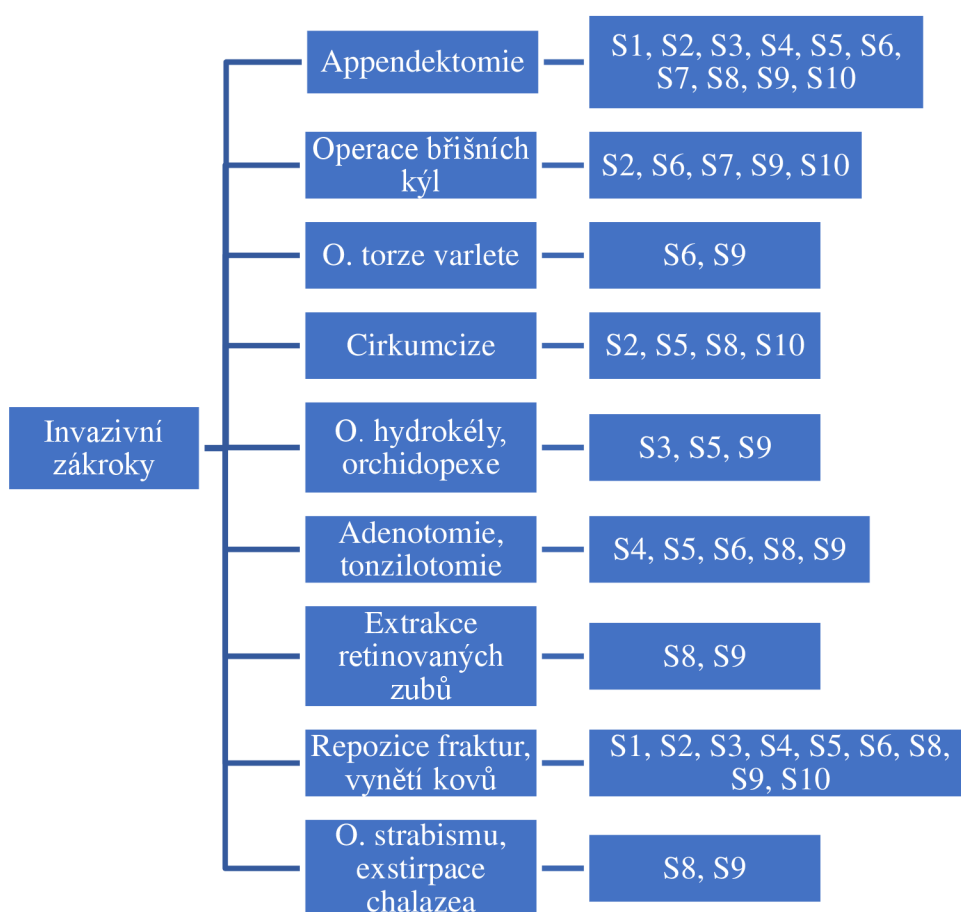 Invazivní
zákroky
Appendektomie
S1, S2, S3, S4, S5, S6,
S7, S8, S9, S10
Operace břišních
kýl
S2, S6, S7, S9, S10
O. torze varlete
S6, S9
Cirkumcize
S2, S5, S8, S10
O. hydrokély,
orchidopexe
S3, S5, S9
Adenotomie,
tonzilotomie
S4, S5, S6, S8, S9
Extrakce
retinovaných
zubů
S8, S9
Repozice fraktur,
vynětí kovů
S1, S2, S3, S4, S5, S6, S8,
S9, S10
O. strabismu,
exstirpace
chalazea
S8, S9